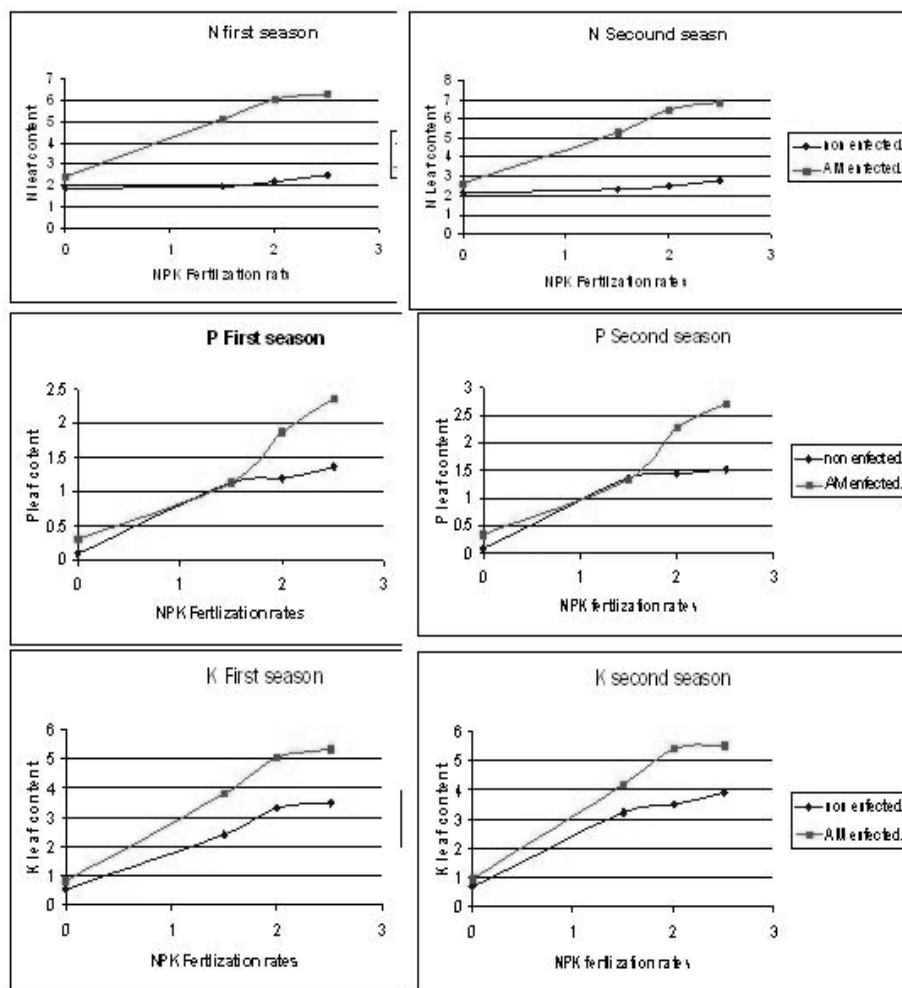 N first season
N leaf content
7
6
5
4
3
2
1
0
0 1 2 3
NPK Fertlization rats
N Secound seasn
N Leaf content
8
7
6
5
4
3
2
1
0
0 1 2 3
NPK Fertlization rates
non enfected.
AM enfected.
P First season
P leaf cotent
2.5
2
1.5
1
0.5
0
0 1 2 3
NPK Fertlization rates
P Second season
P leaf content
3
2.5
2
1.5
1
0.5
0
0 1 2 3
NPK fertlization rates
non enfected.
AM enfected.
K First season
K leaf content
6
5
4
3
2
1
0
0 1 2 3
NPK Fertlization rates
K second season
K leaf content
6
5
4
3
2
1
0
0 1 2 3
NPK fertlization rates
non enfected.
AM enfected.